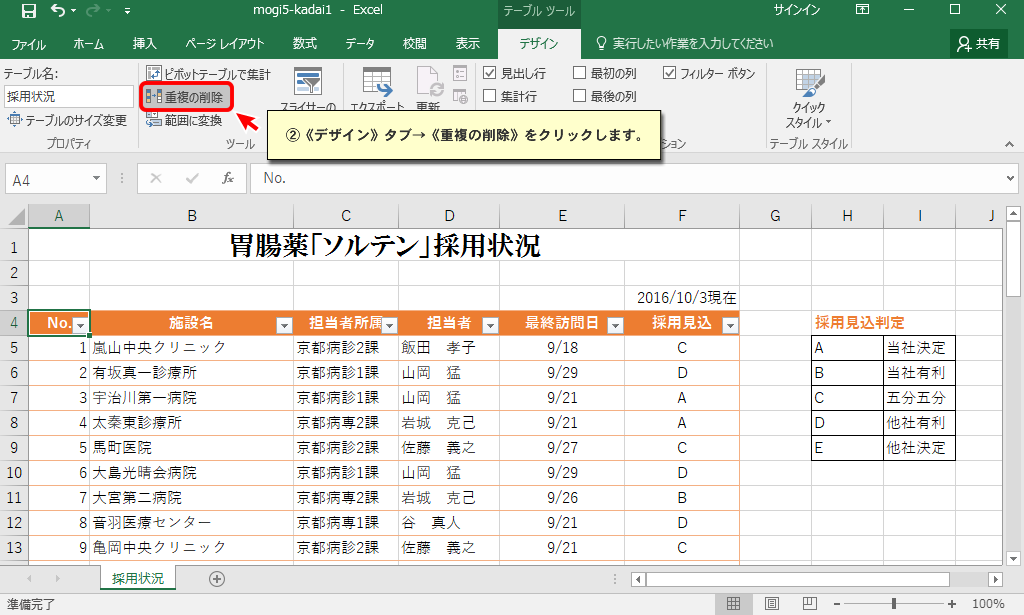 mogi5-kadai1 - Excel
テーブル ツール
サインイン
ファイル ホーム 挿入 ページ レイアウト 数式 データ 校閲 表示 デザイン 実行したい作業を入力してください 共有
テーブル名:
採用状況
テーブルのサイズ変更
プロパティ
ピボットテーブルで集計
重複の削除
範囲に変換
ツール
スライサーの
エクスポート
更新
見出し行 最初の列 フィルター ボタン
集計行 最後の列
ション
クイック
スタイル
テーブル スタイル
②《デザイン》タブ→《重複の削除》をクリックします。
A4 fx No.
A B C D E F G H I J
1 胃腸薬「ソルテン」採用状況
2
3 2016/10/3現在
4 No. 施設名 担当者所属 担当者 最終訪問日 採用見込 採用見込判定
5 1 嵐山中央クリニック 京都病診2課 飯田 孝子 9/18 C A 当社決定
6 2 有坂真一診療所 京都病診1課 山岡 猛 9/29 D B 当社有利
7 3 宇治川第一病院 京都病診1課 山岡 猛 9/21 A C 五分五分
8 4 太秦東診療所 京都病専2課 岩城 克己 9/21 A D 他社有利
9 5 馬町医院 京都病診2課 佐藤 義之 9/27 C E 他社決定
10 6 大島光晴会病院 京都病診1課 山岡 猛 9/29 D
11 7 大宮第二病院 京都病専2課 岩城 克己 9/26 B
12 8 音羽医療センター 京都病専1課 谷 真人 9/21 D
13 9 亀岡中央クリニック 京都病診2課 佐藤 義之 9/21 C
採用状況
準備完了
100%